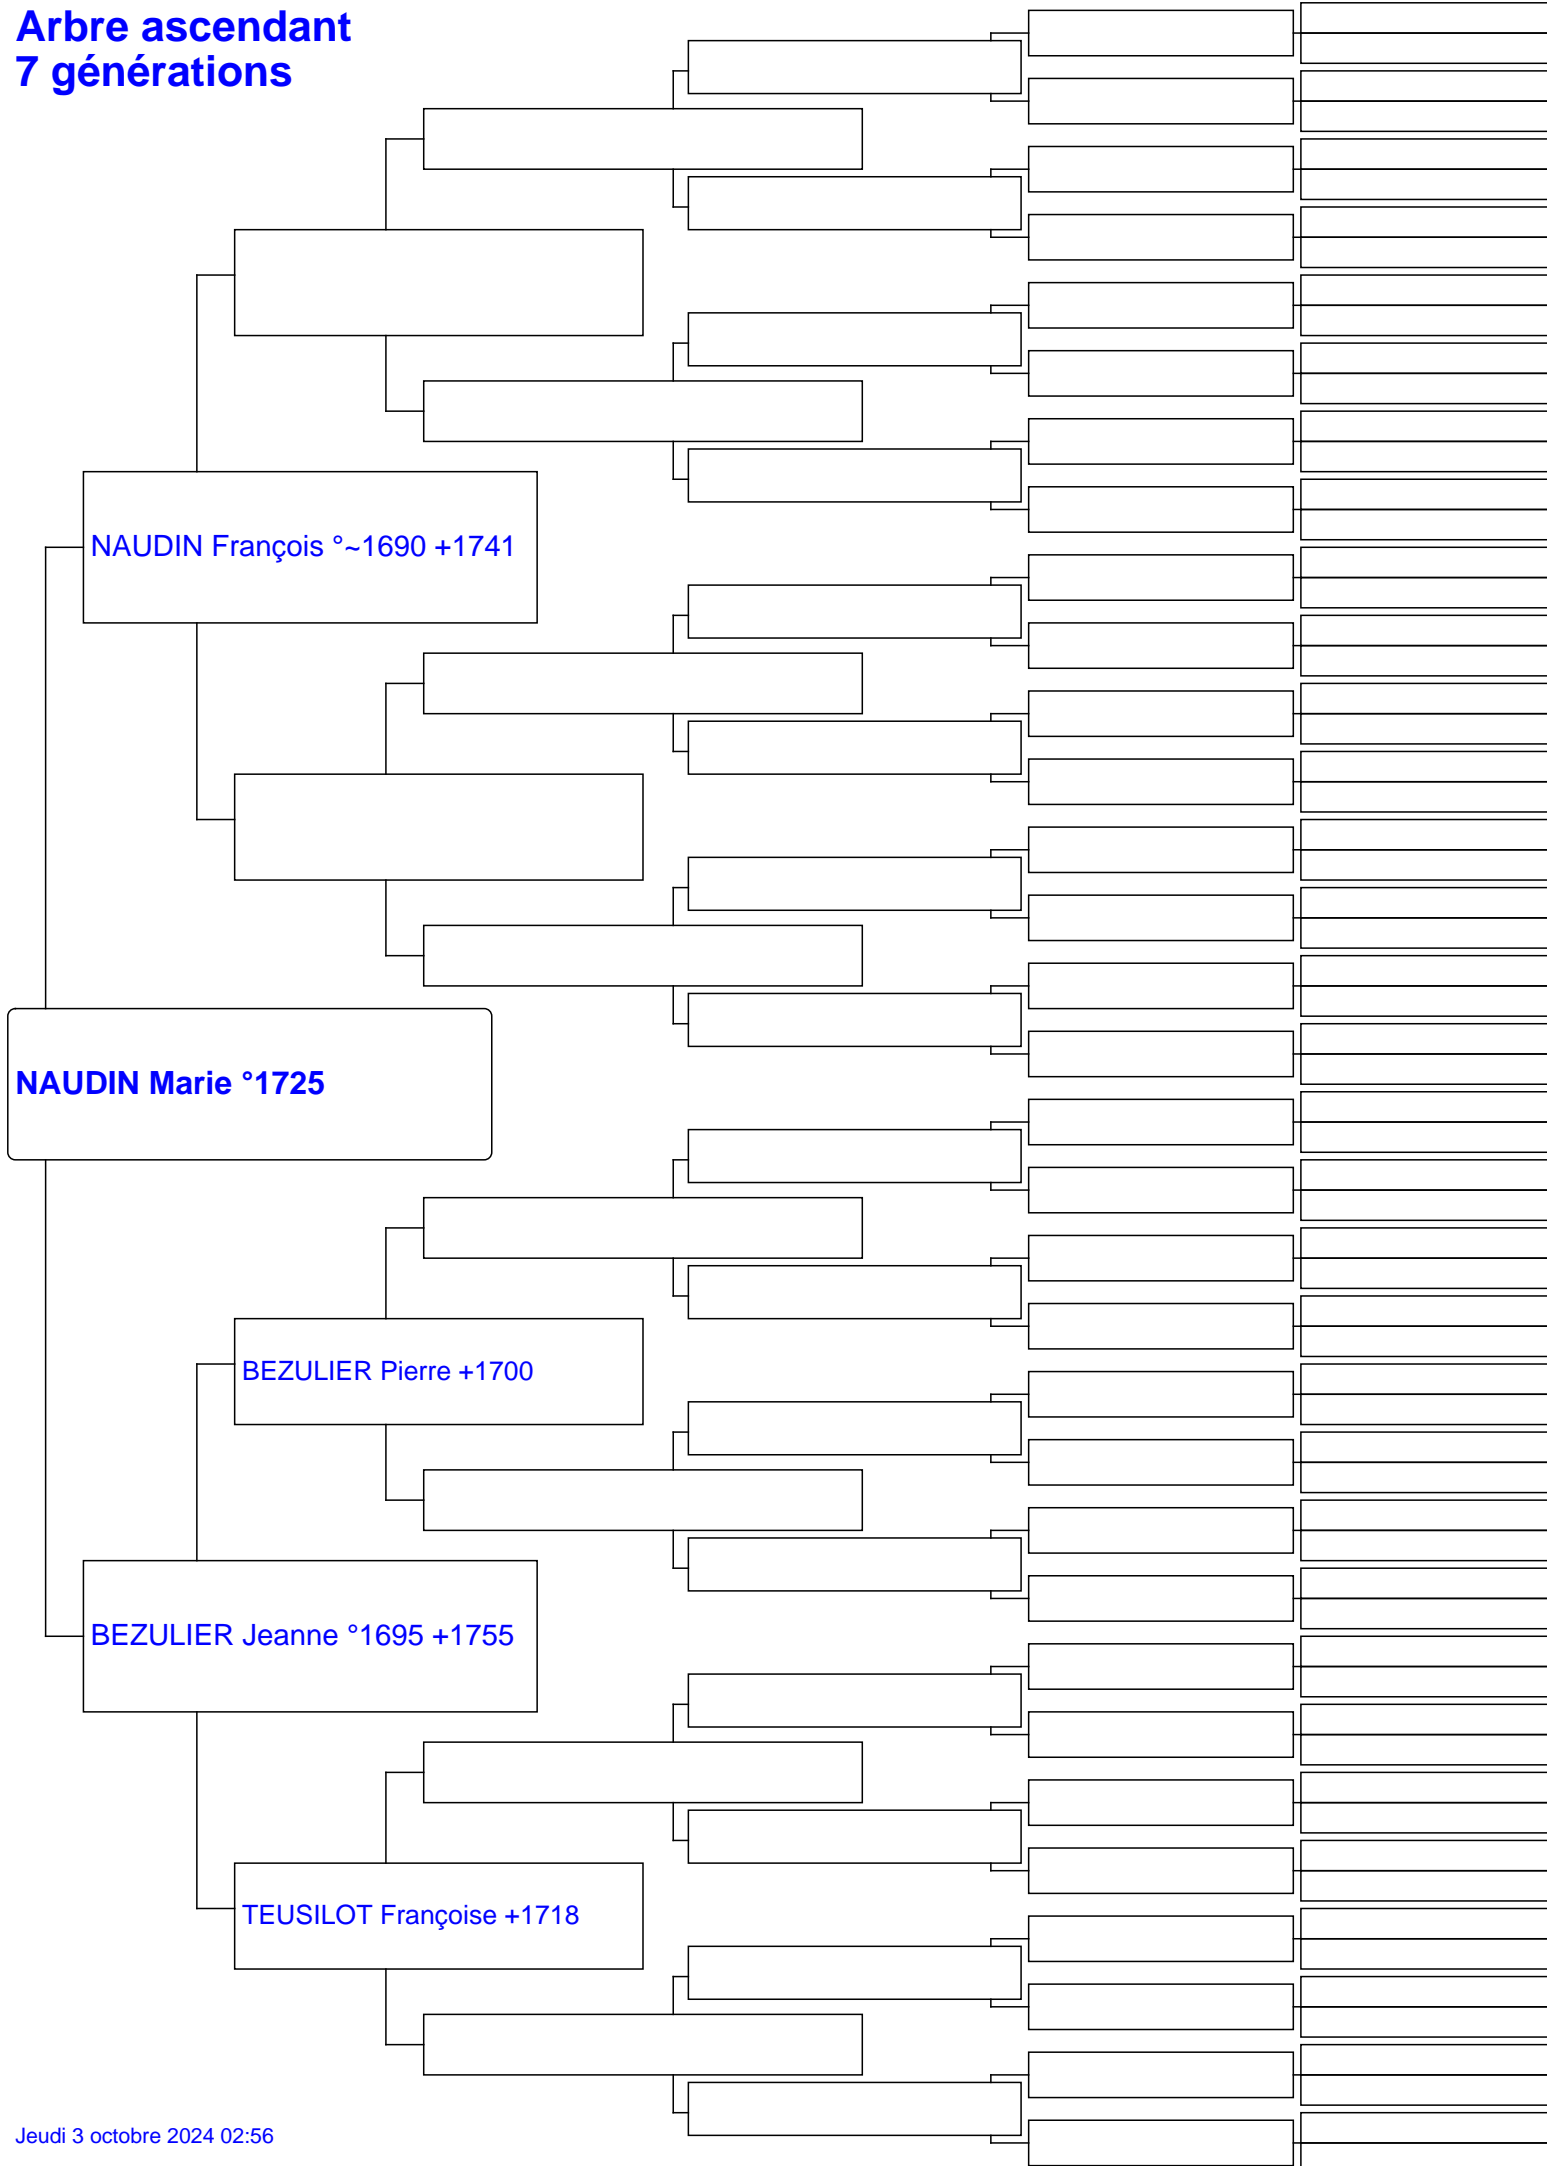 Arbre ascendant
7 générations
NAUDIN François °~1690 +1741
NAUDIN Marie °1725
BEZULIER Pierre +1700
BEZULIER Jeanne °1695 +1755
TEUSILOT Françoise +1718
Jeudi 3 octobre 2024 02:56